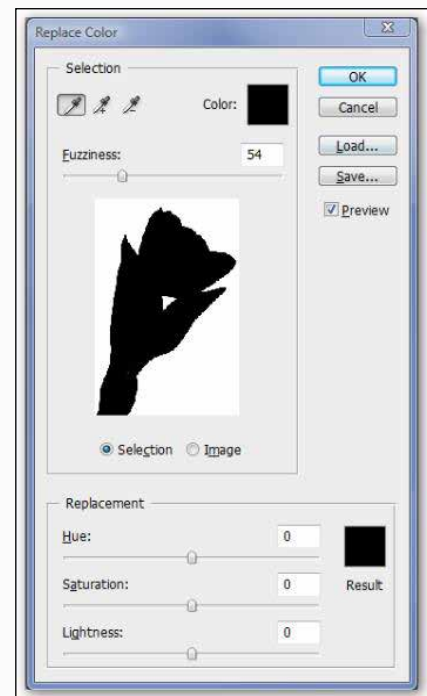 Replace Color
Selection
Color:
Fuzziness: 54
OK
Cancel
Load...
Save...
Preview
Selection Image
Replacement
Hue: 0
Saturation: 0
Result
Lightness: 0